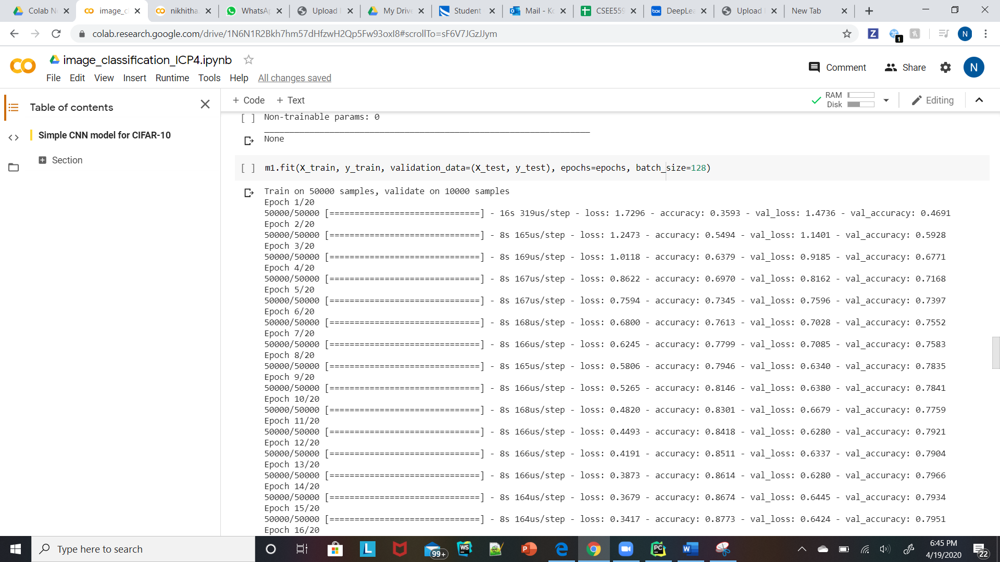 Colab N
image_c
nikhitha.
WhatsAp
Upload
My Drive
Student
Mail - Ko
CSEE559
box
DeepLea
Upload
New Tab
colab.research.google.com/drive/1N6N1R2Bkh7hm57dHfzwH2Qp5Fw93oxI8#scrollTo=sF6V7JGzJJym
Z
1
N
image_classification_ICP4.ipynb
Comment
Share
N
File Edit View Insert Runtime Tools Help All changes saved
Table of contents
+ Code + Text
RAM
Disk
Editing
Simple CNN model for CIFAR-10
Section
[ ] Non-trainable params: 0
_________________________________________________________________
None
[ ] m1.fit(X_train, y_train, validation_data=(X_test, y_test), epochs=epochs, batch_size=128)
Train on 50000 samples, validate on 10000 samples
Epoch 1/20
50000/50000 [==============================] - 16s 319us/step - loss: 1.7296 - accuracy: 0.3593 - val_loss: 1.4736 - val_accuracy: 0.4691
Epoch 2/20
50000/50000 [==============================] - 8s 165us/step - loss: 1.2473 - accuracy: 0.5494 - val_loss: 1.1401 - val_accuracy: 0.5928
Epoch 3/20
50000/50000 [==============================] - 8s 169us/step - loss: 1.0118 - accuracy: 0.6379 - val_loss: 0.9185 - val_accuracy: 0.6771
Epoch 4/20
50000/50000 [==============================] - 8s 167us/step - loss: 0.8622 - accuracy: 0.6970 - val_loss: 0.8162 - val_accuracy: 0.7168
Epoch 5/20
50000/50000 [==============================] - 8s 167us/step - loss: 0.7594 - accuracy: 0.7345 - val_loss: 0.7596 - val_accuracy: 0.7397
Epoch 6/20
50000/50000 [==============================] - 8s 168us/step - loss: 0.6800 - accuracy: 0.7613 - val_loss: 0.7028 - val_accuracy: 0.7552
Epoch 7/20
50000/50000 [==============================] - 8s 166us/step - loss: 0.6245 - accuracy: 0.7799 - val_loss: 0.7085 - val_accuracy: 0.7583
Epoch 8/20
50000/50000 [==============================] - 8s 165us/step - loss: 0.5806 - accuracy: 0.7946 - val_loss: 0.6340 - val_accuracy: 0.7835
Epoch 9/20
50000/50000 [==============================] - 8s 166us/step - loss: 0.5265 - accuracy: 0.8146 - val_loss: 0.6380 - val_accuracy: 0.7841
Epoch 10/20
50000/50000 [==============================] - 8s 168us/step - loss: 0.4820 - accuracy: 0.8301 - val_loss: 0.6679 - val_accuracy: 0.7759
Epoch 11/20
50000/50000 [==============================] - 8s 166us/step - loss: 0.4493 - accuracy: 0.8418 - val_loss: 0.6280 - val_accuracy: 0.7921
Epoch 12/20
50000/50000 [==============================] - 8s 166us/step - loss: 0.4191 - accuracy: 0.8511 - val_loss: 0.6337 - val_accuracy: 0.7904
Epoch 13/20
50000/50000 [==============================] - 8s 166us/step - loss: 0.3873 - accuracy: 0.8614 - val_loss: 0.6280 - val_accuracy: 0.7966
Epoch 14/20
50000/50000 [==============================] - 8s 164us/step - loss: 0.3679 - accuracy: 0.8674 - val_loss: 0.6445 - val_accuracy: 0.7934
Epoch 15/20
50000/50000 [==============================] - 8s 164us/step - loss: 0.3417 - accuracy: 0.8773 - val_loss: 0.6424 - val_accuracy: 0.7951
Epoch 16/20
Type here to search
L
99+
WS
P
PC
W
6:45 PM
4/19/2020
22